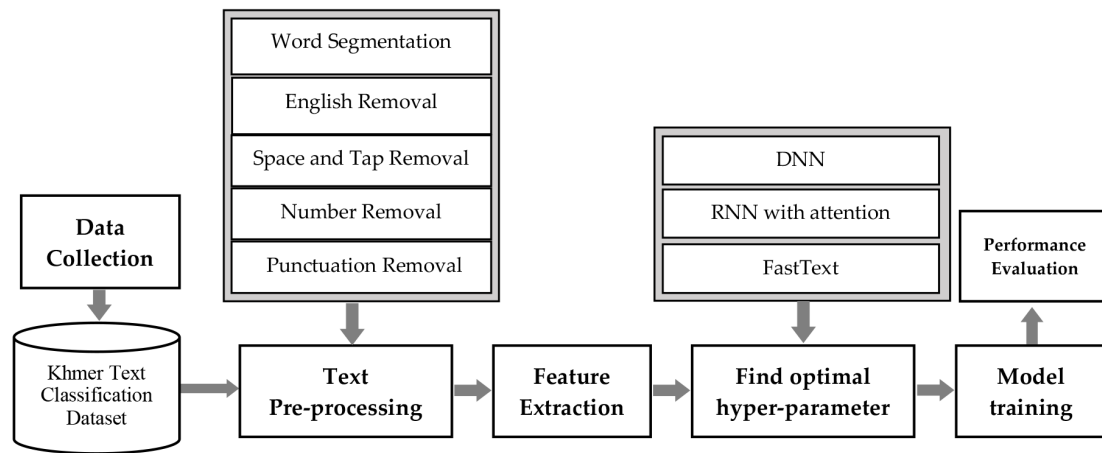 Word Segmentation
English Removal
Space and Tap Removal
Number Removal
Punctuation Removal
DNN
RNN with attention
FastText
Data
Collection
Performance
Evaluation
Khmer Text
Classification
Dataset
Text
Pre-processing
Feature
Extraction
Find optimal
hyper-parameter
Model
training